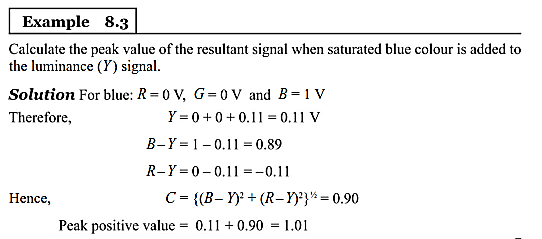 Example 8.3
Calculate the peak value of the resultant signal when saturated blue colour is added to
the luminance (Y) signal.
Solution For blue: R = 0 V, G = 0 V and B = 1 V
Therefore, Y = 0 + 0 + 0.11 = 0.11 V
B – Y = 1 – 0.11 = 0.89
R – Y = 0 – 0.11 = –0.11
Hence, C = {(B – Y)² + (R – Y)²}^½ = 0.90
Peak positive value = 0.11 + 0.90 = 1.01